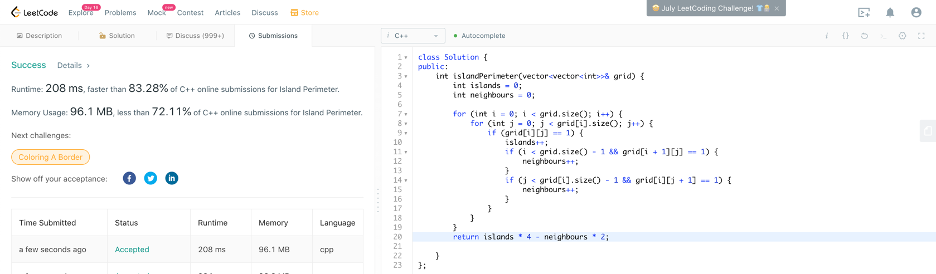 LeetCode
Explore Day 15 Problems Mock new Contest Articles Discuss Store
July LeetCoding Challenge! ×
Description Solution Discuss (999+) Submissions
Success Details >
Runtime: 208 ms, faster than 83.28% of C++ online submissions for Island Perimeter.
Memory Usage: 96.1 MB, less than 72.11% of C++ online submissions for Island Perimeter.
Next challenges:
Coloring A Border
Show off your acceptance:
Time Submitted Status Runtime Memory Language
a few seconds ago Accepted 208 ms 96.1 MB cpp
i C++ Autocomplete
1 class Solution {
2 public:
3 int islandPerimeter(vector<vector<int>>& grid) {
4 int islands = 0;
5 int neighbours = 0;
6
7 for (int i = 0; i < grid.size(); i++) {
8 for (int j = 0; j < grid[i].size(); j++) {
9 if (grid[i][j] == 1) {
10 islands++;
11 if (i < grid.size() - 1 && grid[i + 1][j] == 1) {
12 neighbours++;
13 }
14 if (j < grid[i].size() - 1 && grid[i][j + 1] == 1) {
15 neighbours++;
16 }
17 }
18 }
19 }
20 return islands * 4 - neighbours * 2;
21
22 }
23 };